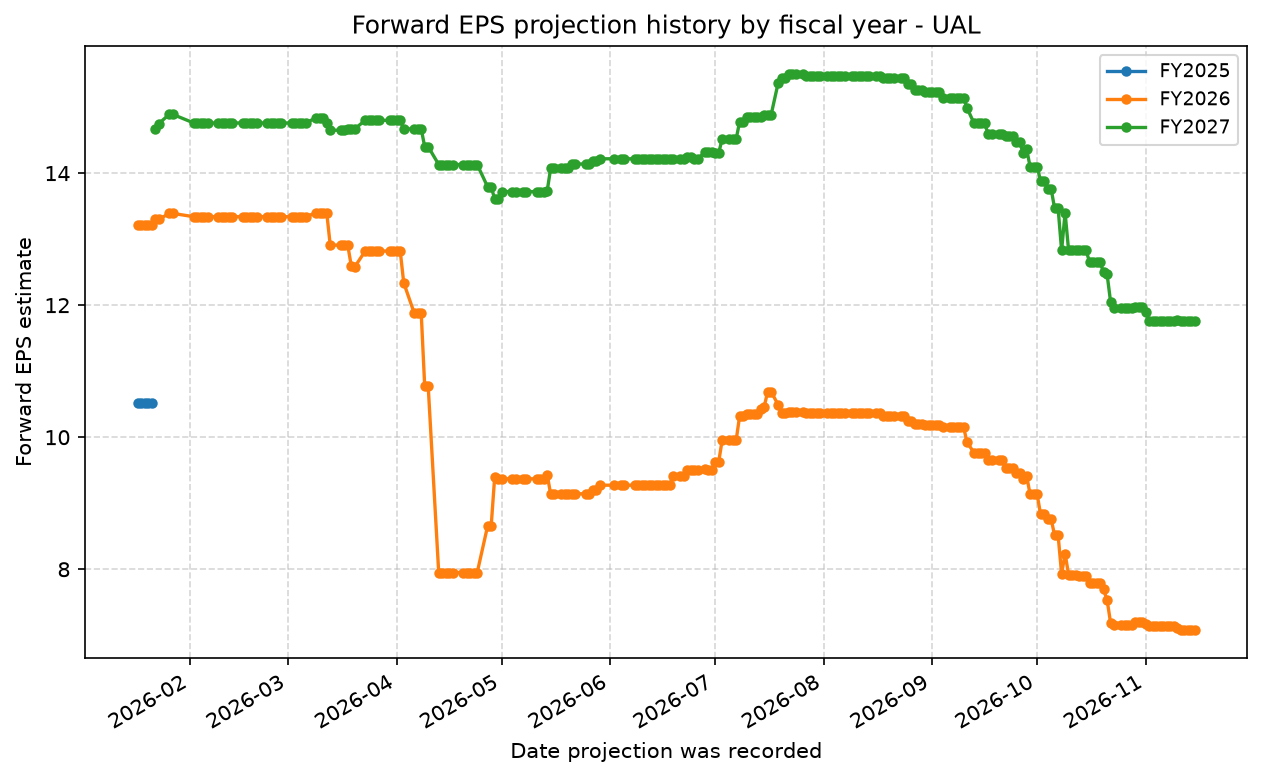 Forward EPS projection history by fiscal year - UAL
FY2025
FY2026
FY2027
Forward EPS estimate
14
12
10
8
2026-02
2026-03
2026-04
2026-05
2026-06
2026-07
2026-08
2026-09
2026-10
2026-11
Date projection was recorded